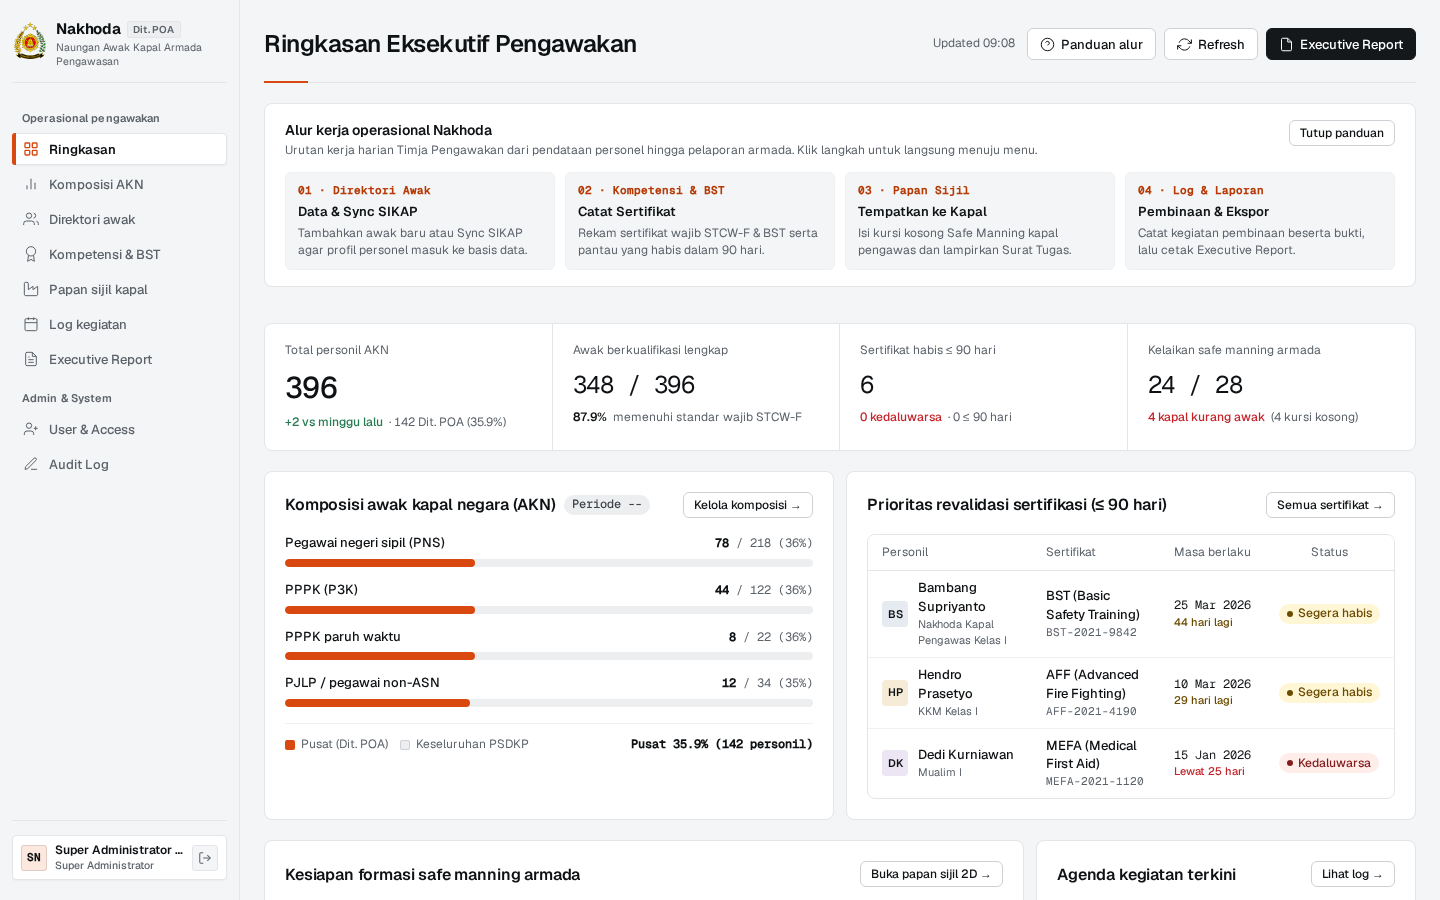 Nakhoda Dit. POA
Naungan Awak Kapal Armada
Pengawasan
Operasional pengawakan
Ringkasan
Komposisi AKN
Direktori awak
Kompetensi & BST
Papan sijil kapal
Log kegiatan
Executive Report
Admin & System
User & Access
Audit Log
SN
Super Administrator ...
Super Administrator
Ringkasan Eksekutif Pengawakan
Updated 09:08
Panduan alur
Refresh
Executive Report
Alur kerja operasional Nakhoda
Urutan kerja harian Timja Pengawakan dari pendataan personel hingga pelaporan armada. Klik langkah untuk langsung menuju menu.
Tutup panduan
01 · Direktori Awak
Data & Sync SIKAP
Tambahkan awak baru atau Sync SIKAP
agar profil personel masuk ke basis data.
02 · Kompetensi & BST
Catat Sertifikat
Rekam sertifikat wajib STCW-F & BST serta
pantau yang habis dalam 90 hari.
03 · Papan Sijil
Tempatkan ke Kapal
Isi kursi kosong Safe Manning kapal
pengawas dan lampirkan Surat Tugas.
04 · Log & Laporan
Pembinaan & Ekspor
Catat kegiatan pembinaan beserta bukti,
lalu cetak Executive Report.
Total personil AKN
396
+2 vs minggu lalu · 142 Dit. POA (35.9%)
Awak berkualifikasi lengkap
348 / 396
87.9% memenuhi standar wajib STCW-F
Sertifikat habis ≤ 90 hari
6
0 kedaluwarsa · 0 ≤ 90 hari
Kelaikan safe manning armada
24 / 28
4 kapal kurang awak (4 kursi kosong)
Komposisi awak kapal negara (AKN) Periode --
Kelola komposisi →
Pegawai negeri sipil (PNS) 78 / 218 (36%)
PPPK (P3K) 44 / 122 (36%)
PPPK paruh waktu 8 / 22 (36%)
PJLP / pegawai non-ASN 12 / 34 (35%)
Pusat (Dit. POA) Keseluruhan PSDKP Pusat 35.9% (142 personil)
Prioritas revalidasi sertifikasi (≤ 90 hari)
Semua sertifikat →
Personil Sertifikat Masa berlaku Status
BS
Bambang
Supriyanto
Nakhoda Kapal
Pengawas Kelas I
BST (Basic
Safety Training)
BST-2021-9842
25 Mar 2026
44 hari lagi
Segera habis
HP
Hendro
Prasetyo
KKM Kelas I
AFF (Advanced
Fire Fighting)
AFF-2021-4190
10 Mar 2026
29 hari lagi
Segera habis
DK
Dedi Kurniawan
Mualim I
MEFA (Medical
First Aid)
MEFA-2021-1120
15 Jan 2026
Lewat 25 hari
Kedaluwarsa
Kesiapan formasi safe manning armada
Buka papan sijil 2D →
Agenda kegiatan terkini
Lihat log →